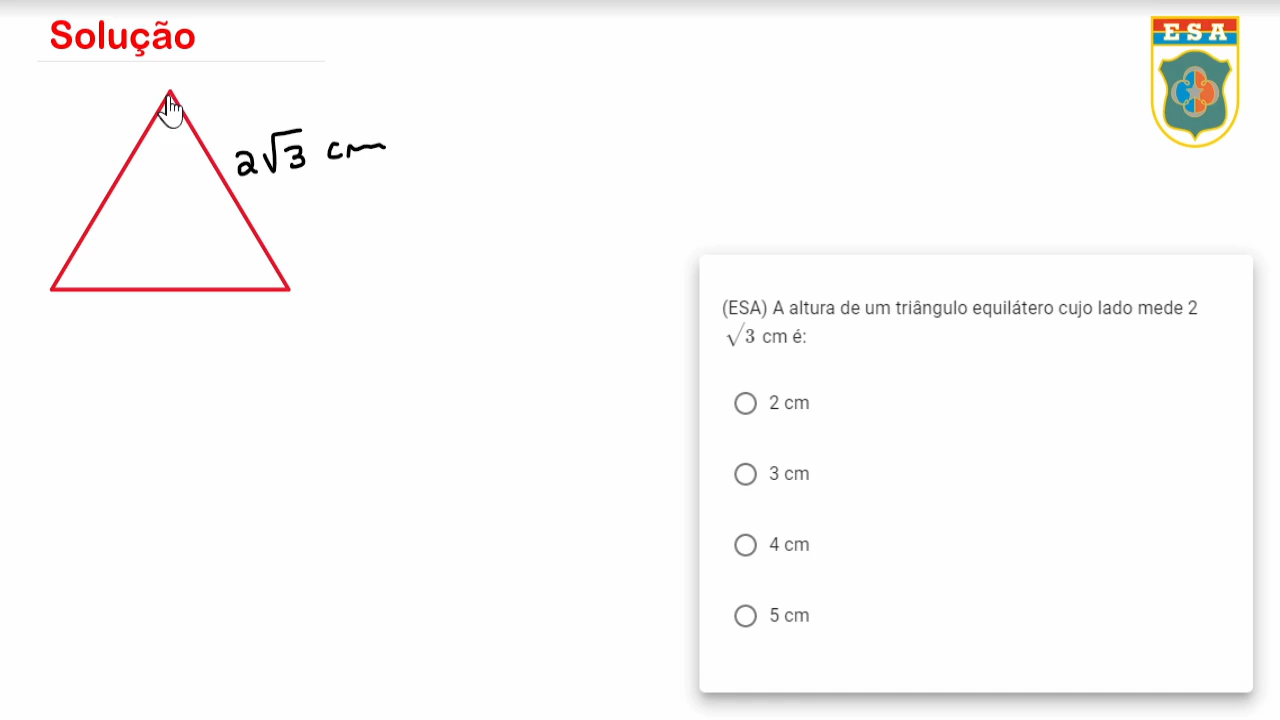 Solução
ESA
2√3 cm
(ESA) A altura de um triângulo equilátero cujo lado mede 2
√3 cm é:
2 cm
3 cm
4 cm
5 cm